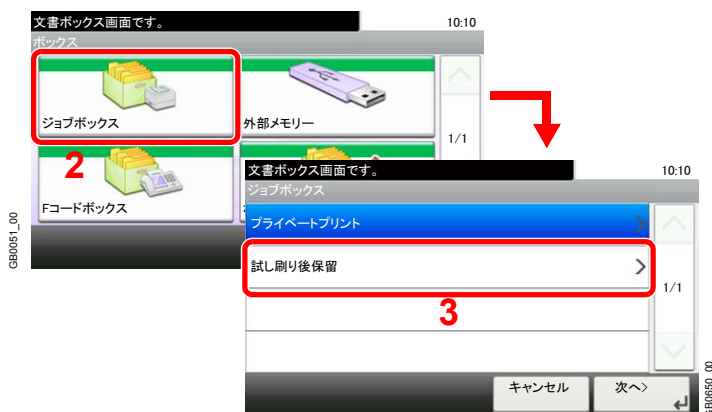 文書ボックス画面です。
10:10
ボックス
ジョブボックス
外部メモリー
1/1
2
Fコードボックス
GB0051_00
文書ボックス画面です。
10:10
ジョブボックス
プライベートプリント
試し刷り後保留
1/1
3
キャンセル
次へ>
GB0650_00